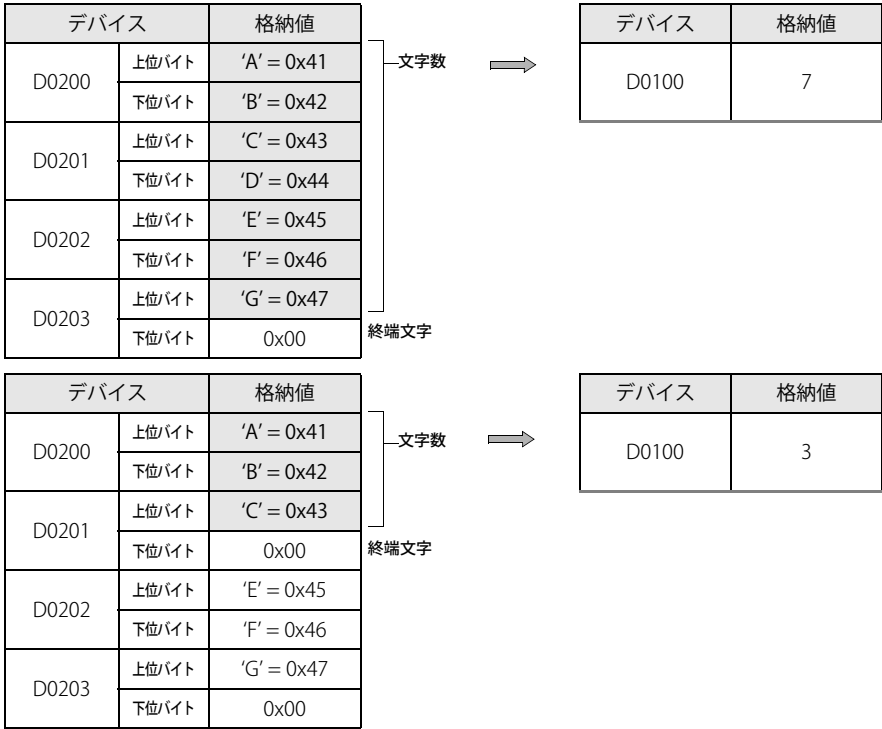 デバイス 格納値
D0200 上位バイト ‘A’ = 0x41
下位バイト ‘B’ = 0x42
D0201 上位バイト ‘C’ = 0x43
下位バイト ‘D’ = 0x44
D0202 上位バイト ‘E’ = 0x45
下位バイト ‘F’ = 0x46
D0203 上位バイト ‘G’ = 0x47
下位バイト 0x00
文字数
終端文字
デバイス 格納値
D0100 7
デバイス 格納値
D0200 上位バイト ‘A’ = 0x41
下位バイト ‘B’ = 0x42
D0201 上位バイト ‘C’ = 0x43
下位バイト 0x00
D0202 上位バイト ‘E’ = 0x45
下位バイト ‘F’ = 0x46
D0203 上位バイト ‘G’ = 0x47
下位バイト 0x00
文字数
終端文字
デバイス 格納値
D0100 3